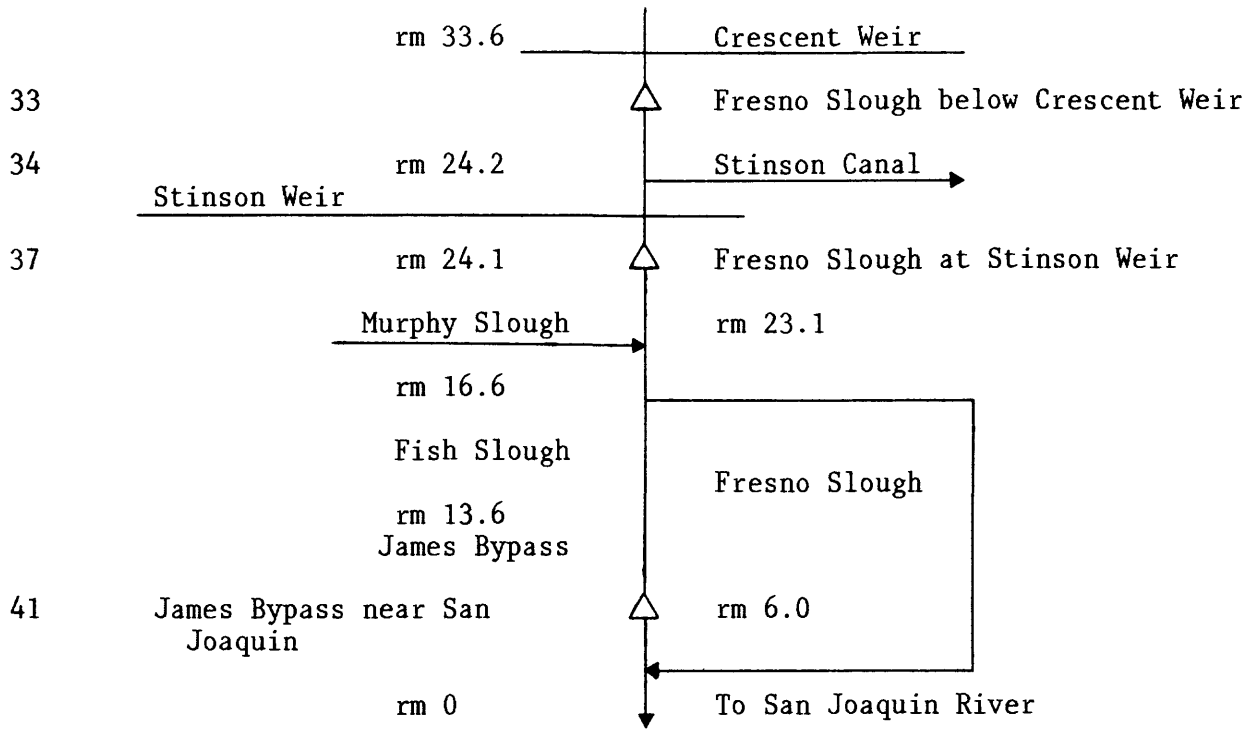 rm 33.6 Crescent Weir
33 Fresno Slough below Crescent Weir
34 rm 24.2 Stinson Canal
Stinson Weir
37 rm 24.1 Fresno Slough at Stinson Weir
Murphy Slough rm 23.1
rm 16.6
Fish Slough
Fresno Slough
rm 13.6
James Bypass
41 James Bypass near San rm 6.0
Joaquin
rm 0 To San Joaquin River